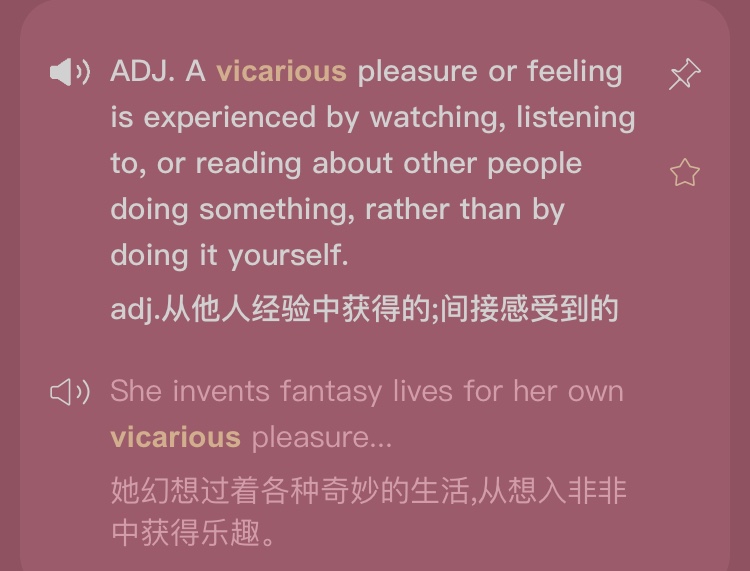 ADJ. A vicarious pleasure or feeling
is experienced by watching, listening
to, or reading about other people
doing something, rather than by
doing it yourself.
adj.从他人经验中获得的;间接感受到的
She invents fantasy lives for her own
vicarious pleasure...
她幻想过着各种奇妙的生活,从想入非非
中获得乐趣。